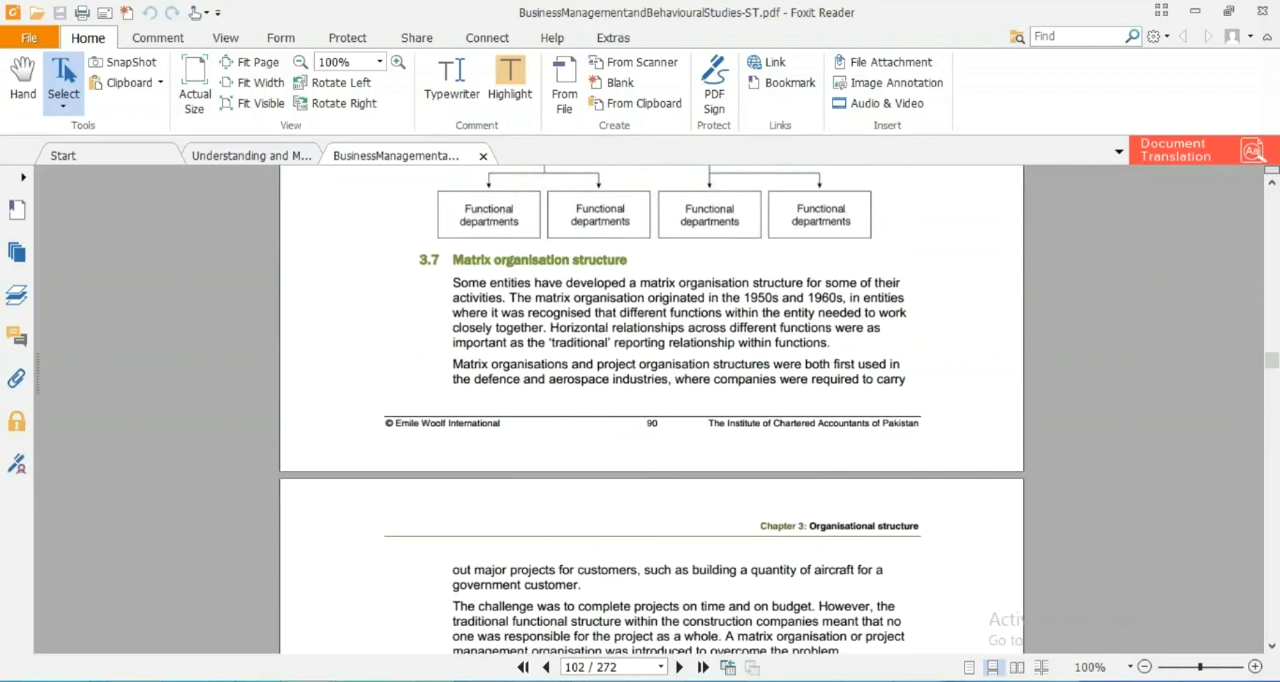 BusinessManagementandBehaviouralStudies-ST.pdf - Foxit Reader
File Home Comment View Form Protect Share Connect Help Extras Find
Hand Select SnapShot Clipboard
Tools
Actual Size Fit Page Fit Width Fit Visible 100% Rotate Left Rotate Right
View
Typewriter Highlight
Comment
From File From Scanner Blank From Clipboard
Create
PDF Sign
Protect
Link Bookmark
Links
File Attachment Image Annotation Audio & Video
Insert
Start Understanding and M... BusinessManagementa...
Document Translation
Functional departments
Functional departments
Functional departments
Functional departments
3.7 Matrix organisation structure
Some entities have developed a matrix organisation structure for some of their
activities. The matrix organisation originated in the 1950s and 1960s, in entities
where it was recognised that different functions within the entity needed to work
closely together. Horizontal relationships across different functions were as
important as the 'traditional' reporting relationship within functions.
Matrix organisations and project organisation structures were both first used in
the defence and aerospace industries, where companies were required to carry
© Emile Woolf International 90 The Institute of Chartered Accountants of Pakistan
Chapter 3: Organisational structure
out major projects for customers, such as building a quantity of aircraft for a
government customer.
The challenge was to complete projects on time and on budget. However, the
traditional functional structure within the construction companies meant that no
one was responsible for the project as a whole. A matrix organisation or project
management organisation was introduced to overcome the problem.
Go to
102 / 272
100%